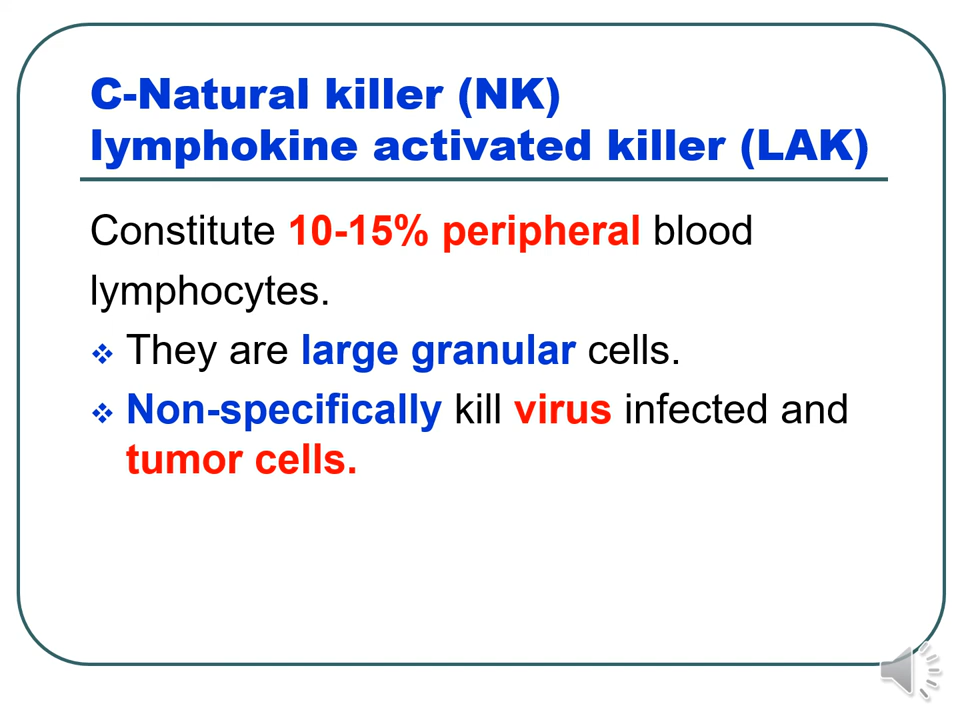 C-Natural killer (NK)
lymphokine activated killer (LAK)
Constitute 10-15% peripheral blood
lymphocytes.
❖ They are large granular cells.
❖ Non-specifically kill virus infected and
tumor cells.